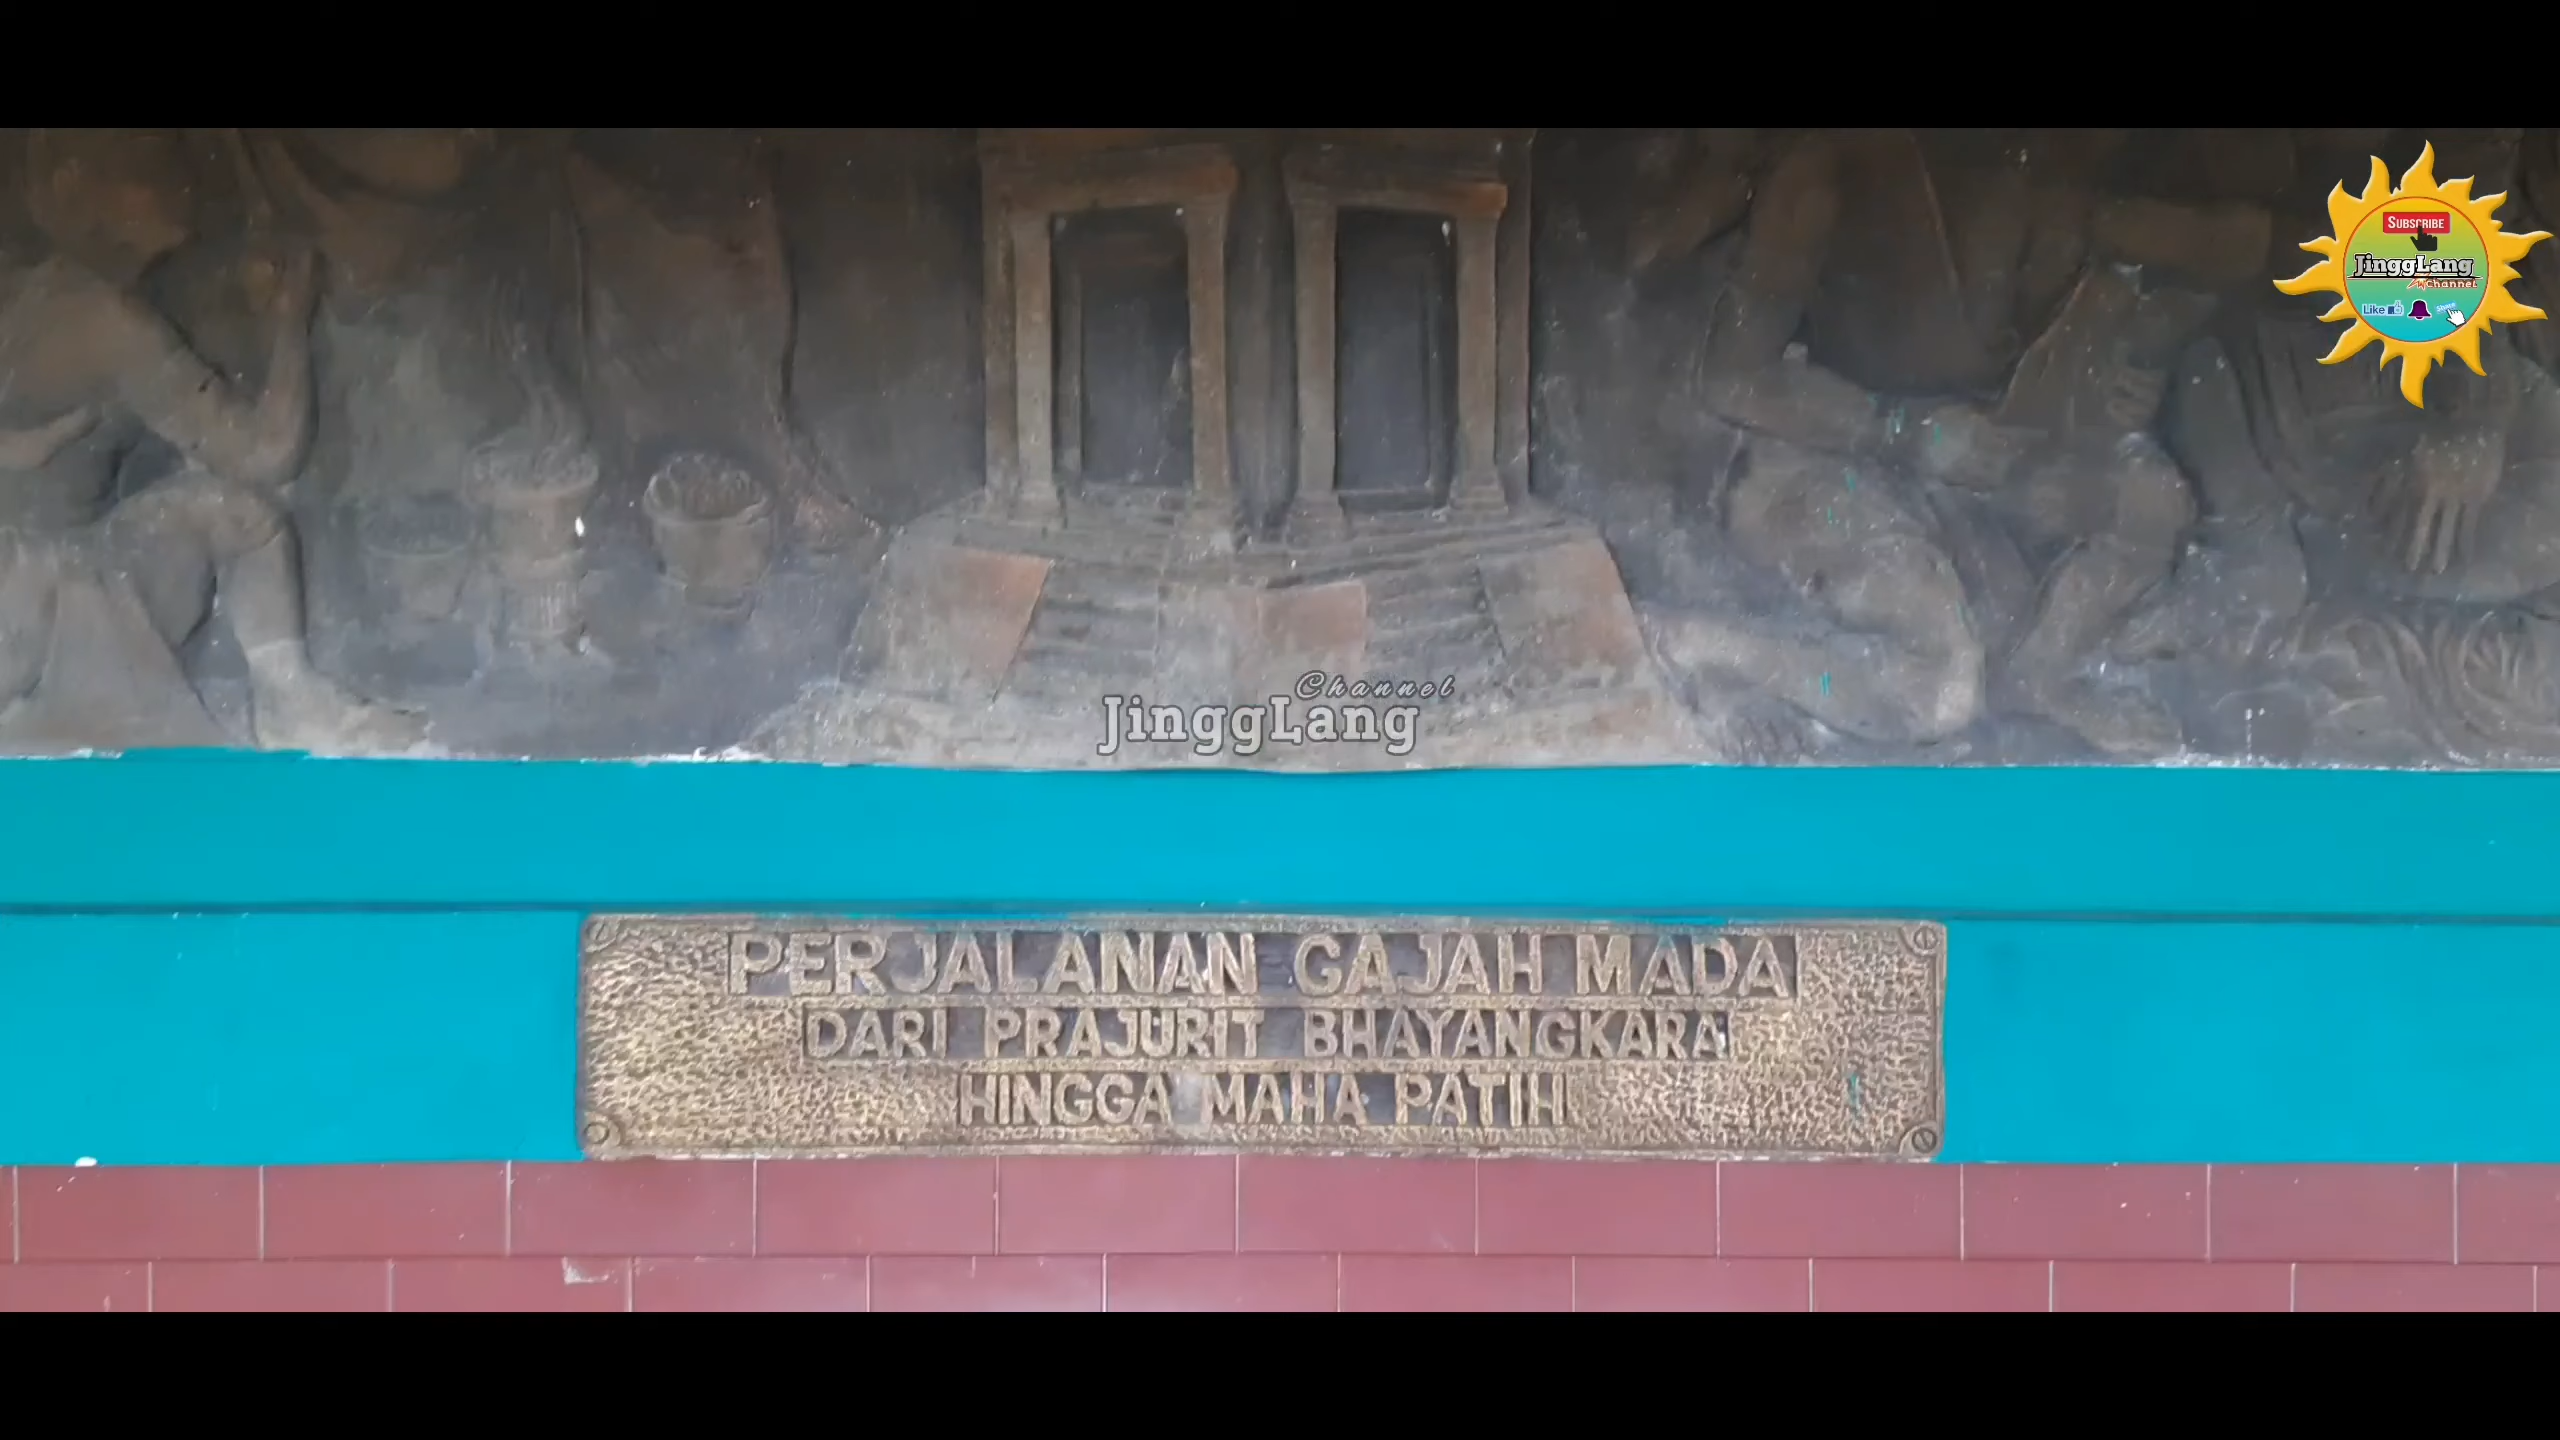 SUBSCRIBE
JinggLang
Channel
Like
Share
Channel
JinggLang
PERJALANAN GAJAH MADA
DARI PRAJURIT BHAYANGKARA
HINGGA MAHA PATIH